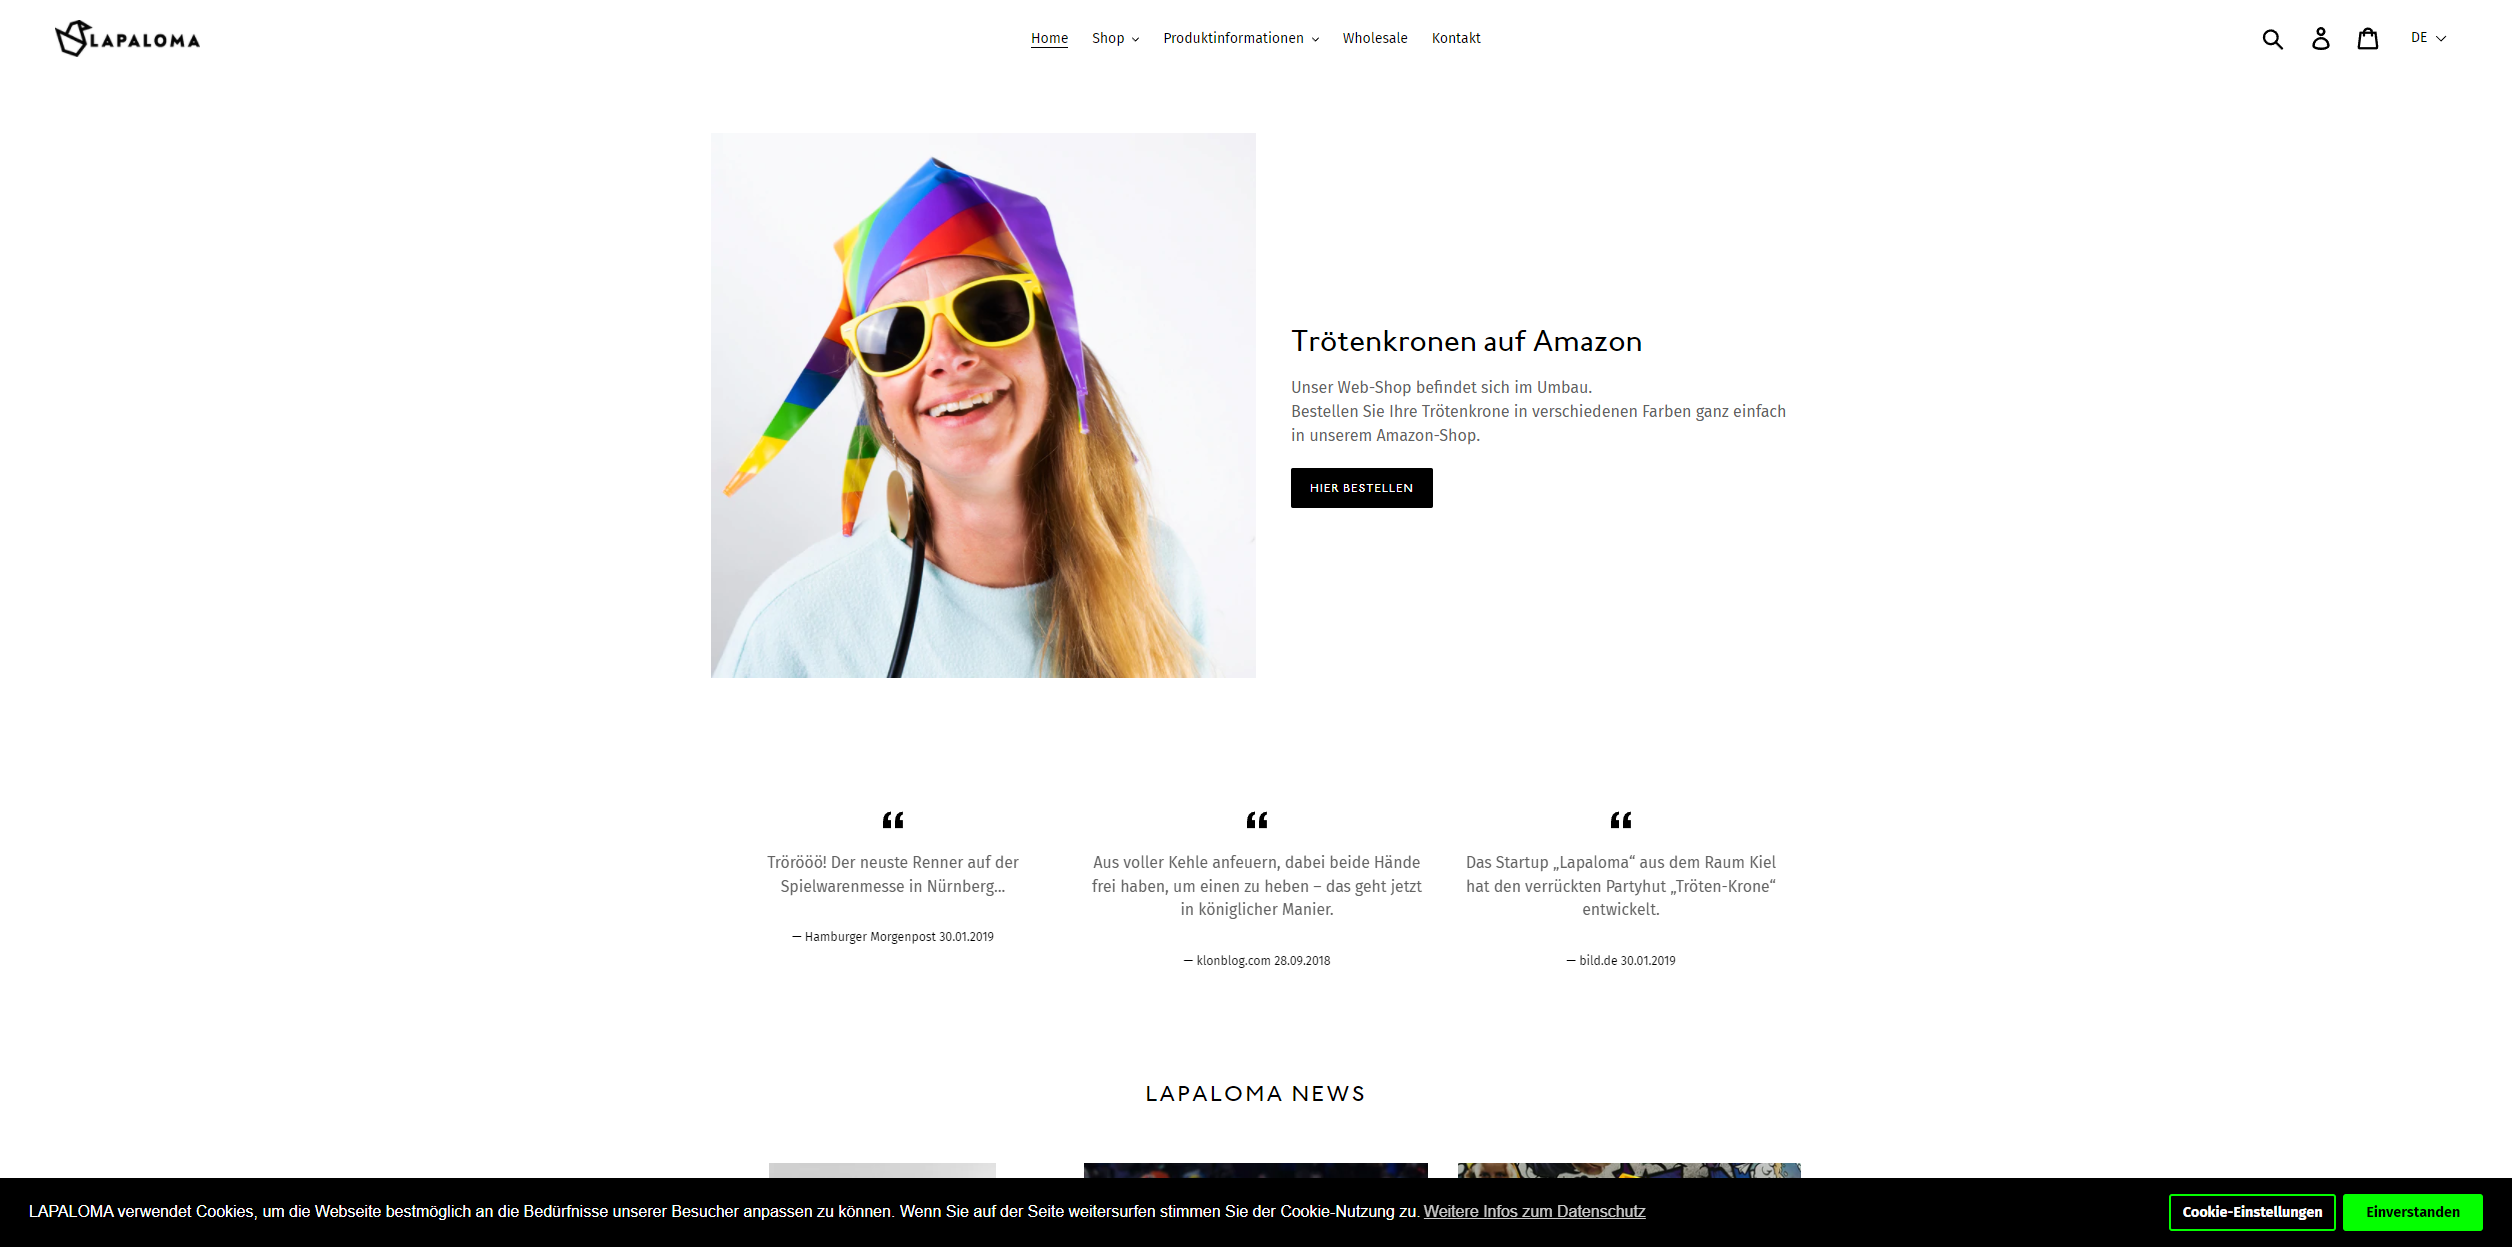 LAPALOMA
Home Shop Produktinformationen Wholesale Kontakt
DE
Trötenkronen auf Amazon
Unser Web-Shop befindet sich im Umbau.
Bestellen Sie Ihre Trötenkrone in verschiedenen Farben ganz einfach
in unserem Amazon-Shop.
HIER BESTELLEN
Trörööö! Der neuste Renner auf der
Spielwarenmesse in Nürnberg...
— Hamburger Morgenpost 30.01.2019
Aus voller Kehle anfeuern, dabei beide Hände
frei haben, um einen zu heben – das geht jetzt
in königlicher Manier.
— klonblog.com 28.09.2018
Das Startup „Lapaloma“ aus dem Raum Kiel
hat den verrückten Partyhut „Tröten-Krone“
entwickelt.
— bild.de 30.01.2019
LAPALOMA NEWS
LAPALOMA verwendet Cookies, um die Webseite bestmöglich an die Bedürfnisse unserer Besucher anpassen zu können. Wenn Sie auf der Seite weitersurfen stimmen Sie der Cookie-Nutzung zu. Weitere Infos zum Datenschutz
Cookie-Einstellungen
Einverstanden